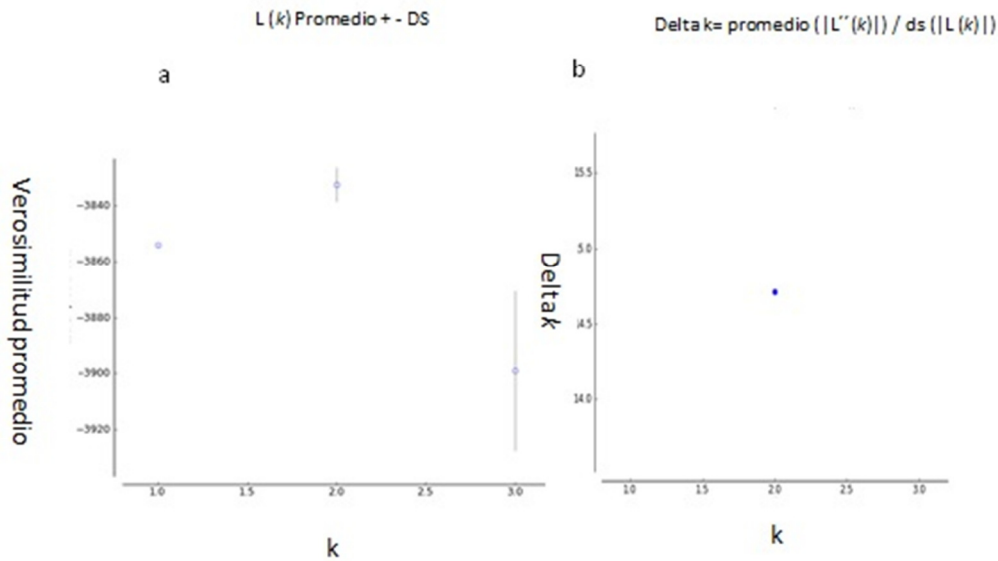 L (k) Promedio + - DS
Delta k= promedio (|L´´(k)|) / ds (|L (k)|)
a
b
Verosimilitud promedio
−3840
−3860
−3880
−3900
−3920
1.0 1.5 2.0 2.5 3.0
k
Delta k
15.5
5.0
14.5
14.0
1.0 1.5 2.0 2.5 3.0
k